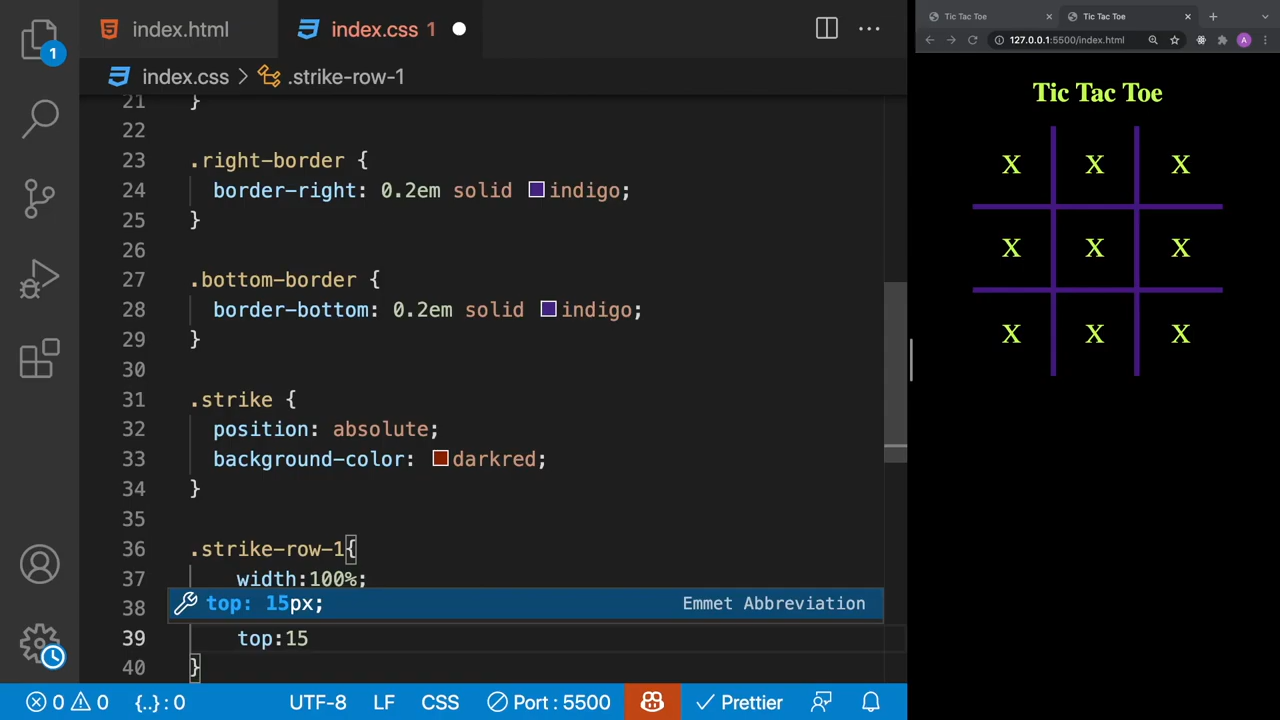 index.html
index.css 1
index.css > .strike-row-1
21 }
22
23 .right-border {
24 border-right: 0.2em solid indigo;
25 }
26
27 .bottom-border {
28 border-bottom: 0.2em solid indigo;
29 }
30
31 .strike {
32 position: absolute;
33 background-color: darkred;
34 }
35
36 .strike-row-1{
37 width:100%;
38
top: 15px; Emmet Abbreviation
39 top:15
40 }
1
0 0 {..} : 0 UTF-8 LF CSS Port : 5500 Prettier
Tic Tac Toe
Tic Tac Toe
127.0.0.1:5500/index.html
A
Tic Tac Toe
X X X
X X X
X X X